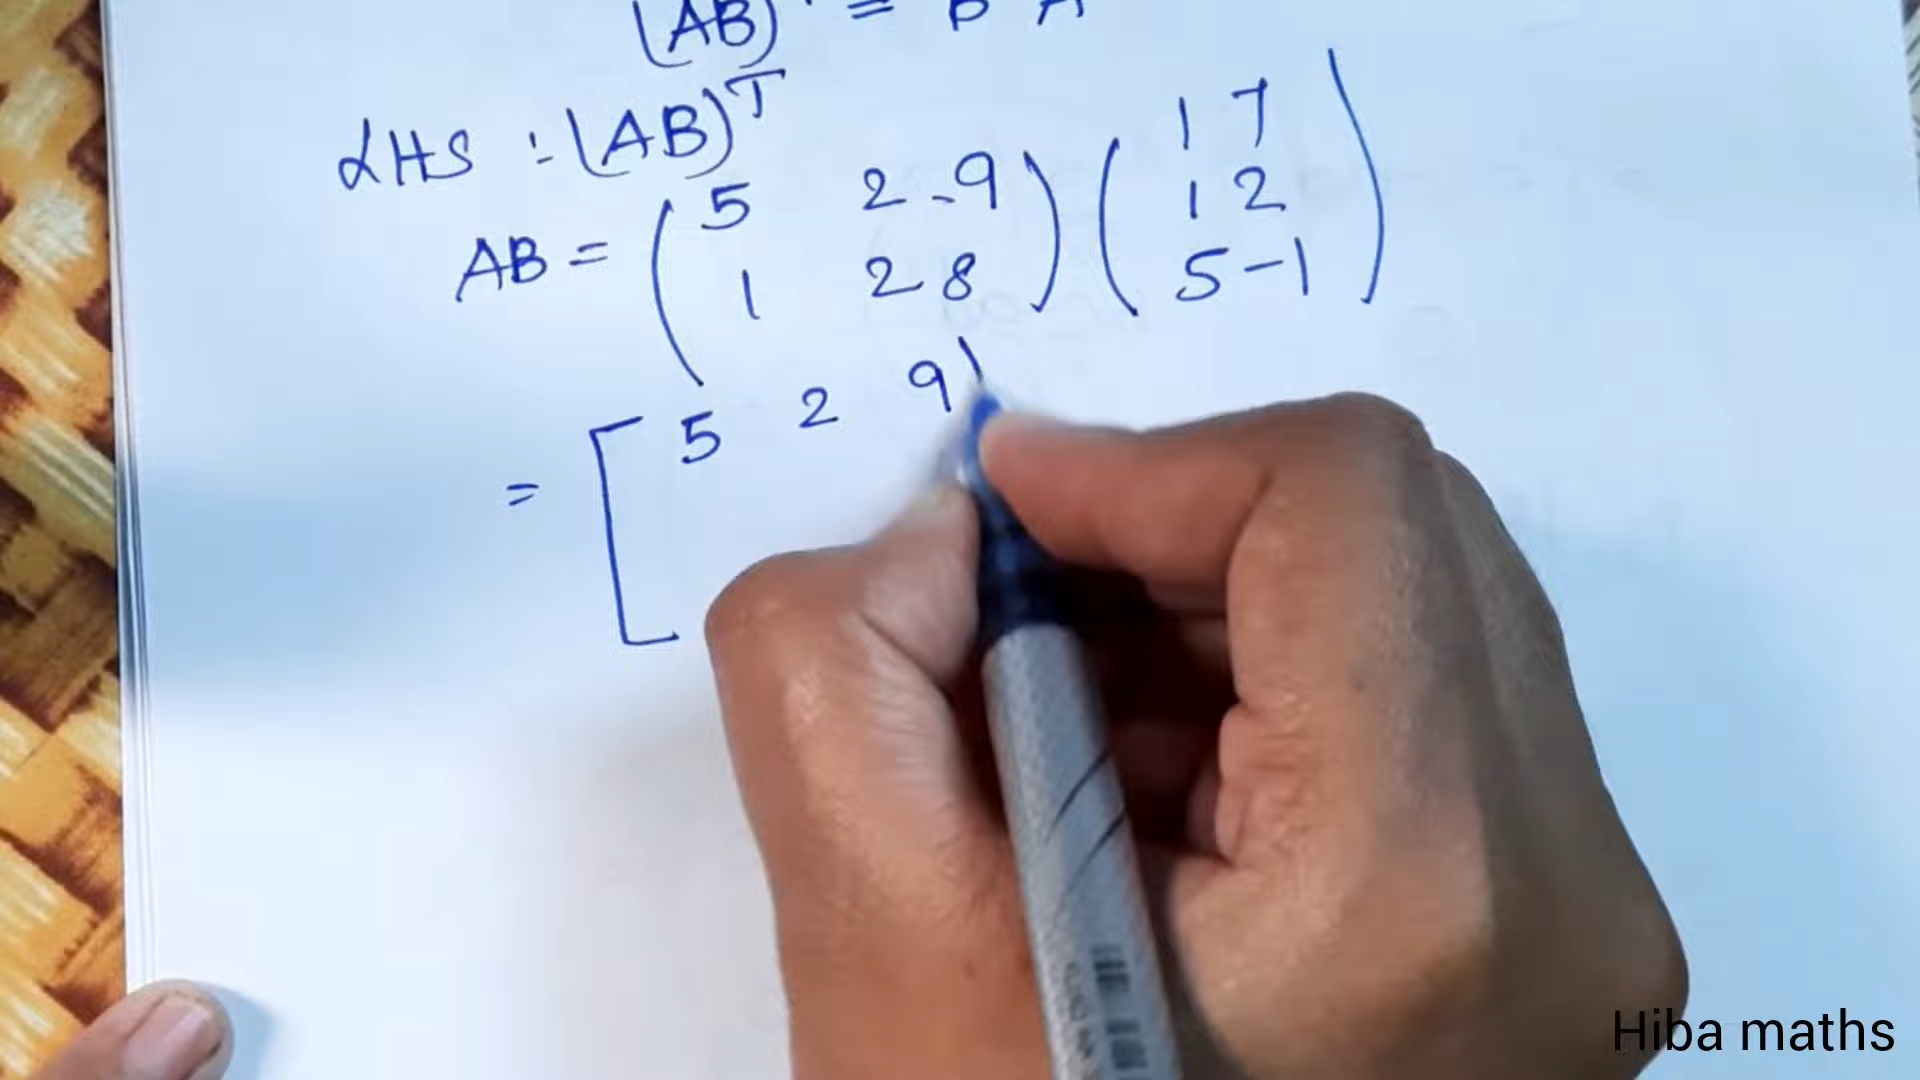 (AB) = B A
LHS :- (AB)^T
AB = ( 5 2 -9 ) ( 1 7 )
1 2 8 1 2
5 -1
= [ 5 2 9 )
Hiba maths